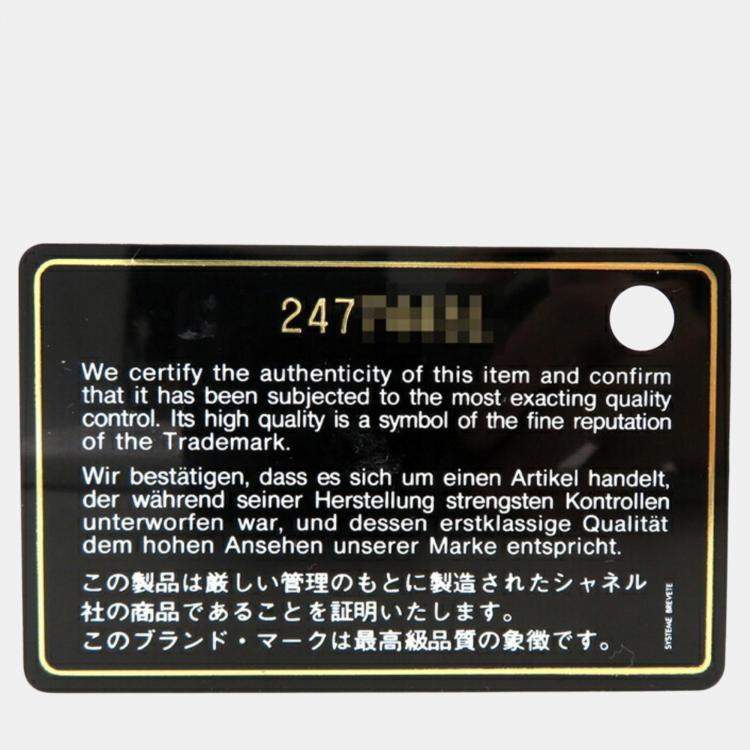 247
We certify the authenticity of this item and confirm
that it has been subjected to the most exacting quality
control. Its high quality is a symbol of the fine reputation
of the Trademark.
Wir bestätigen, dass es sich um einen Artikel handelt,
der während seiner Herstellung strengsten Kontrollen
unterworfen war, und dessen erstklassige Qualität
dem hohen Ansehen unserer Marke entspricht.
この製品は厳しい管理のもとに製造されたシャネル
社の商品であることを証明いたします。
このブランド・マークは最高級品質の象徴です。
SYSTEME BREVETE